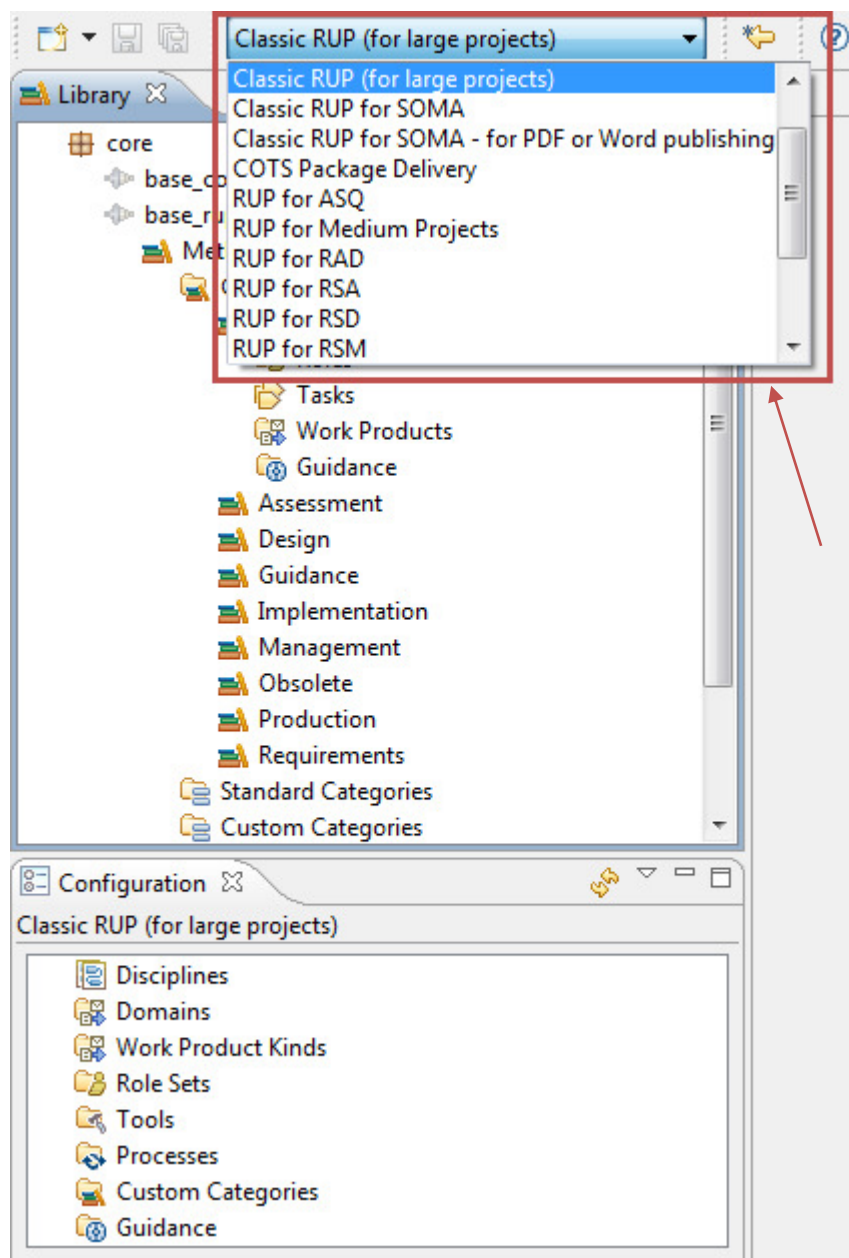 Classic RUP (for large projects)
Classic RUP (for large projects)
Library
Classic RUP for SOMA
core
Classic RUP for SOMA - for PDF or Word publishing
COTS Package Delivery
base_co
RUP for ASQ
base_ru
RUP for Medium Projects
Met
RUP for RAD
RUP for RSA
RUP for RSD
RUP for RSM
Tasks
Work Products
Guidance
Assessment
Design
Guidance
Implementation
Management
Obsolete
Production
Requirements
Standard Categories
Custom Categories
Configuration
Classic RUP (for large projects)
Disciplines
Domains
Work Product Kinds
Role Sets
Tools
Processes
Custom Categories
Guidance